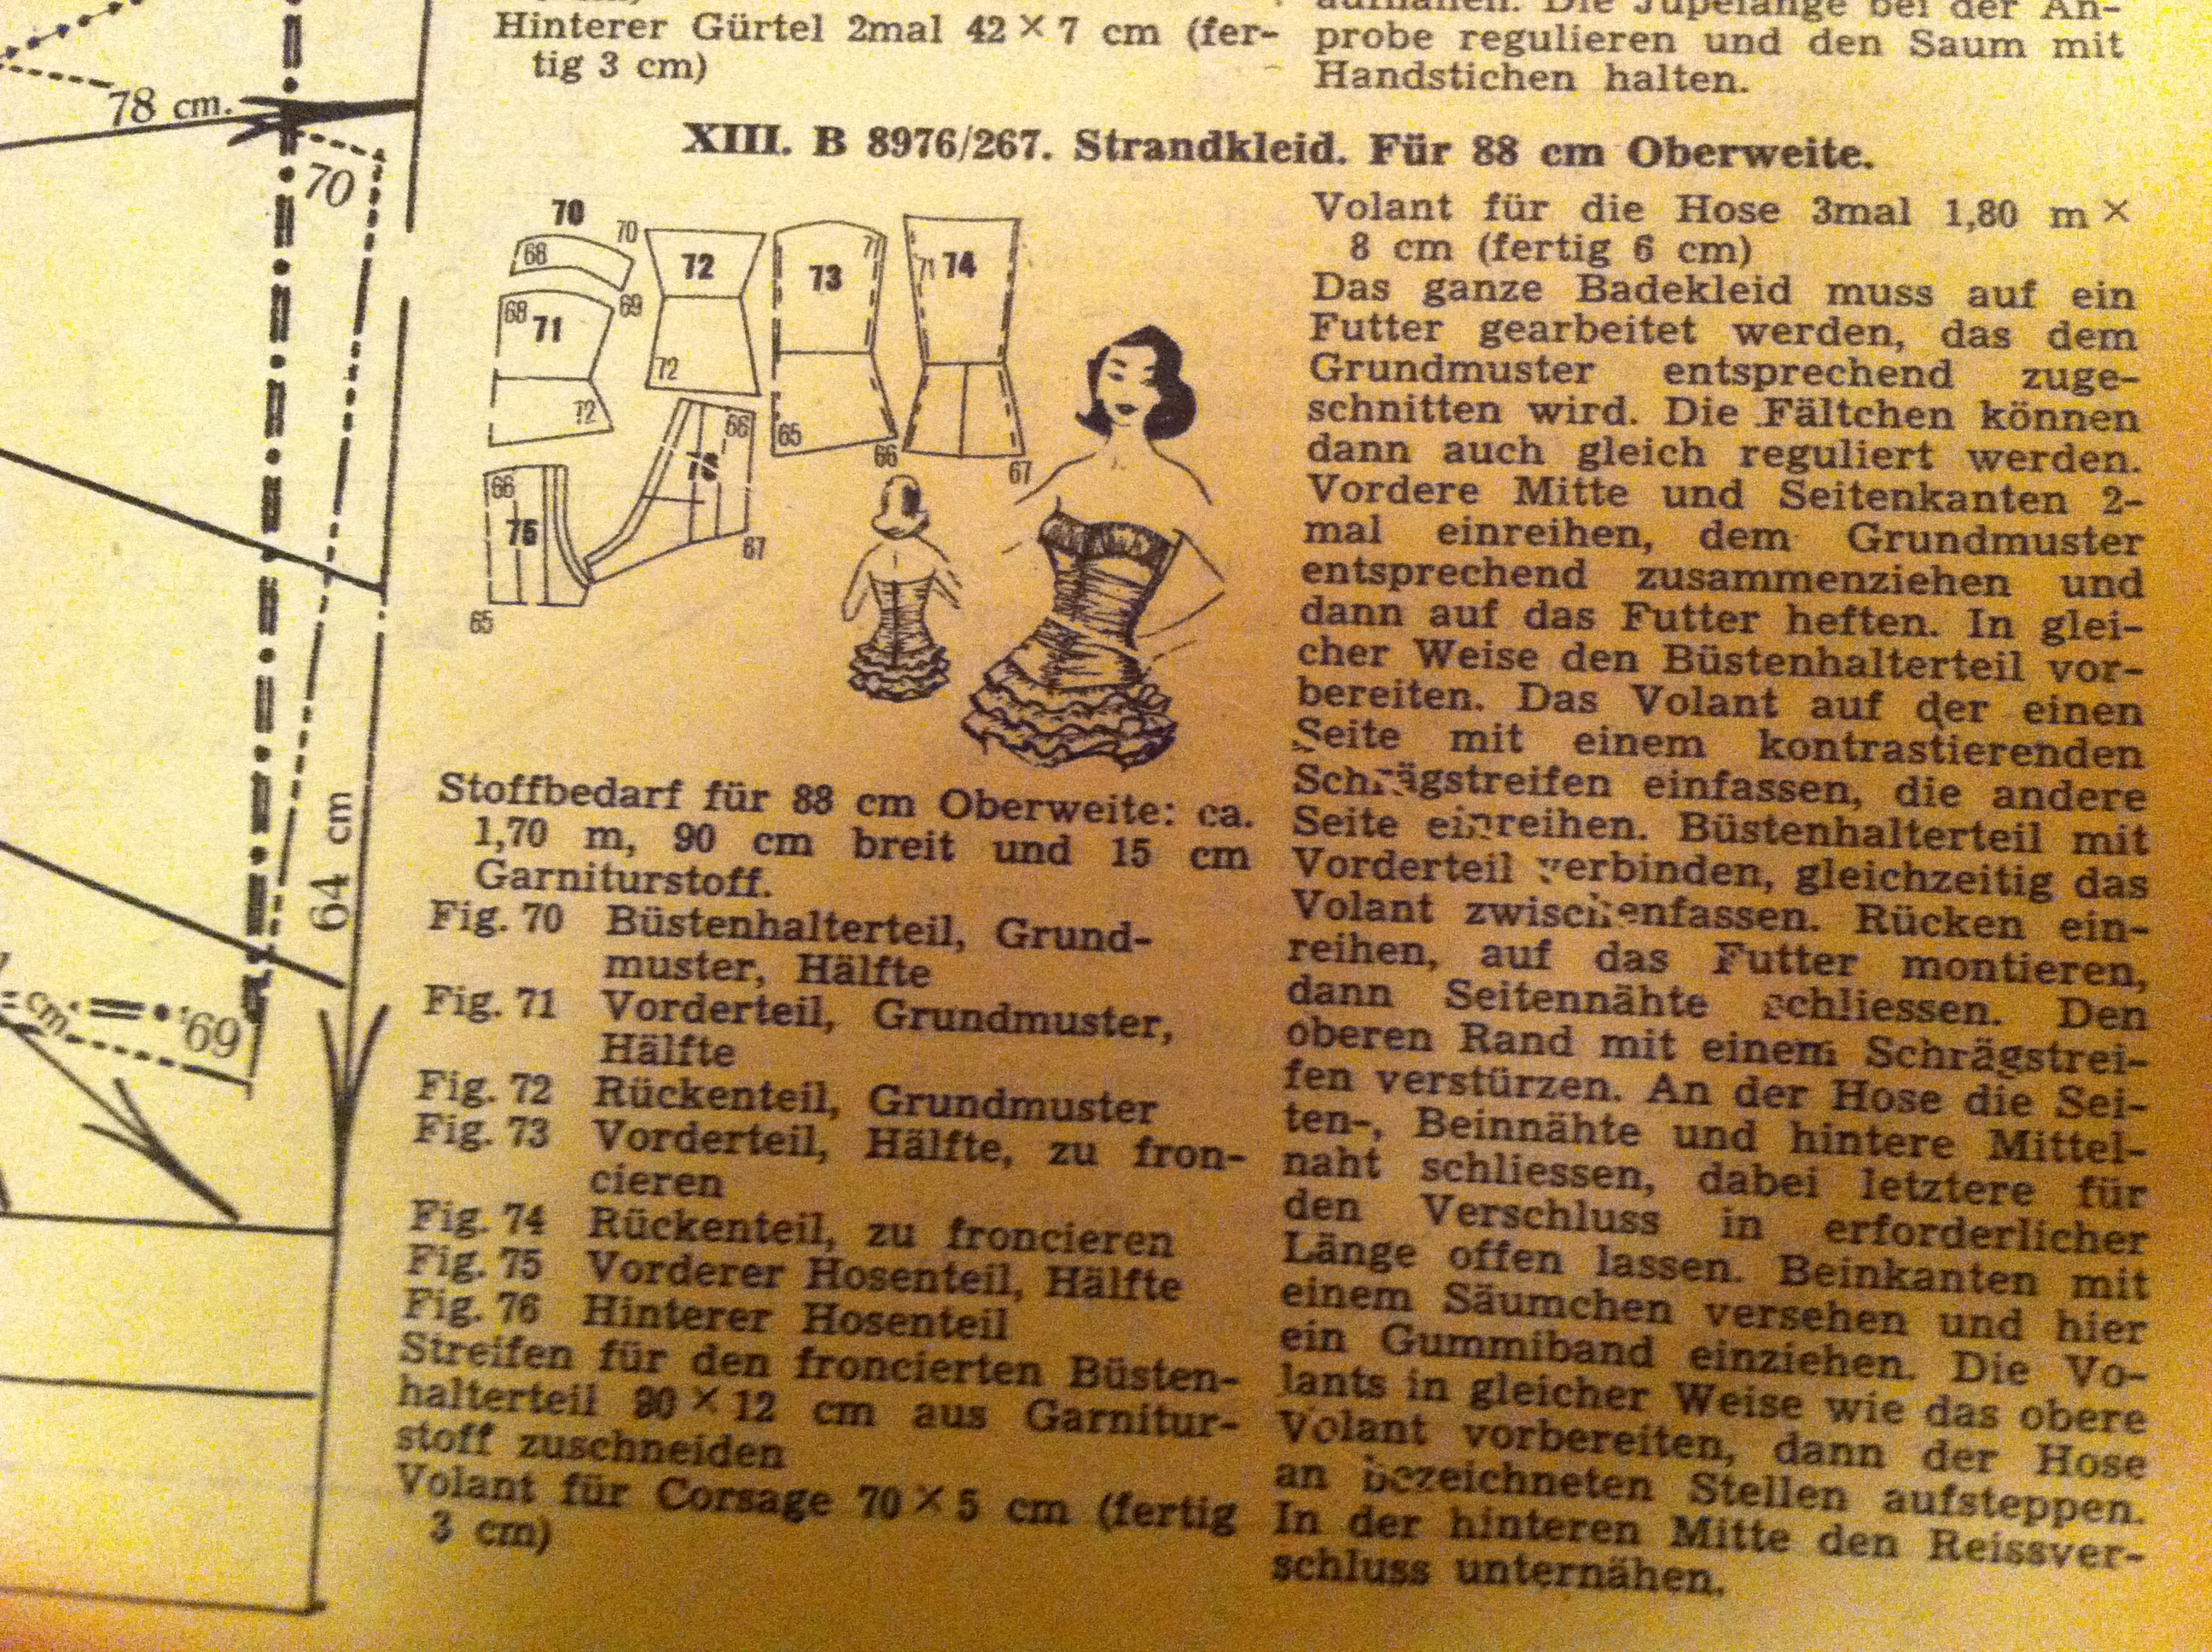 Hinterer Gürtel 2mal 42 × 7 cm (fer-
tig 3 cm)
probe regulieren und den Saum mit
Handstichen halten.
XIII. B 8976/267. Strandkleid. Für 88 cm Oberweite.
78 cm.
70
64 cm
cm.
69
70
68
70
69
68
71
72
72
72
71
73
65
66
71
74
67
66
75
65
66
76
67
Stoffbedarf für 88 cm Oberweite: ca.
1,70 m, 90 cm breit und 15 cm
Garniturstoff.
Fig. 70 Büstenhalterteil, Grund-
muster, Hälfte
Fig. 71 Vorderteil, Grundmuster,
Hälfte
Fig. 72 Rückenteil, Grundmuster
Fig. 73 Vorderteil, Hälfte, zu fron-
cieren
Fig. 74 Rückenteil, zu froncieren
Fig. 75 Vorderer Hosenteil, Hälfte
Fig. 76 Hinterer Hosenteil
Streifen für den froncierten Büsten-
halterteil 90 × 12 cm aus Garnitur-
stoff zuschneiden
Volant für Corsage 70 × 5 cm (fertig
3 cm)
Volant für die Hose 3mal 1,80 m ×
8 cm (fertig 6 cm)
Das ganze Badekleid muss auf ein
Futter gearbeitet werden, das dem
Grundmuster entsprechend zuge-
schnitten wird. Die Fältchen können
dann auch gleich reguliert werden.
Vordere Mitte und Seitenkanten 2-
mal einreihen, dem Grundmuster
entsprechend zusammenziehen und
dann auf das Futter heften. In glei-
cher Weise den Büstenhalterteil vor-
bereiten. Das Volant auf der einen
Seite mit einem kontrastierenden
Schrägstreifen einfassen, die andere
Seite einreihen. Büstenhalterteil mit
Vorderteil verbinden, gleichzeitig das
Volant zwischenfassen. Rücken ein-
reihen, auf das Futter montieren,
dann Seitennähte schliessen. Den
oberen Rand mit einem Schrägstrei-
fen verstürzen. An der Hose die Sei-
ten-, Beinnähte und hintere Mittel-
naht schliessen, dabei letztere für
den Verschluss in erforderlicher
Länge offen lassen. Beinkanten mit
einem Säumchen versehen und hier
ein Gummiband einziehen. Die Vo-
lants in gleicher Weise wie das obere
Volant vorbereiten, dann der Hose
an bezeichneten Stellen aufsteppen.
In der hinteren Mitte den Reissver-
schluss unternähen.